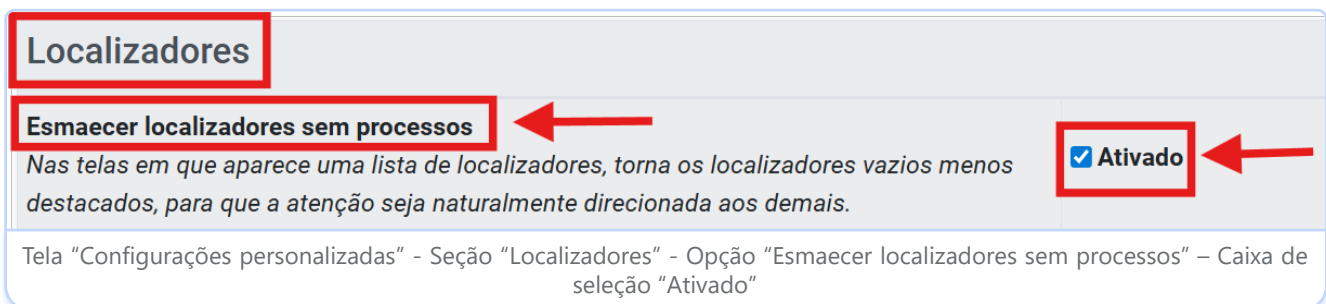 Localizadores
Esmaecer localizadores sem processos
Nas telas em que aparece uma lista de localizadores, torna os localizadores vazios menos
destacados, para que a atenção seja naturalmente direcionada aos demais.
Ativado
Tela “Configurações personalizadas” - Seção “Localizadores” - Opção “Esmaecer localizadores sem processos” – Caixa de
seleção “Ativado”